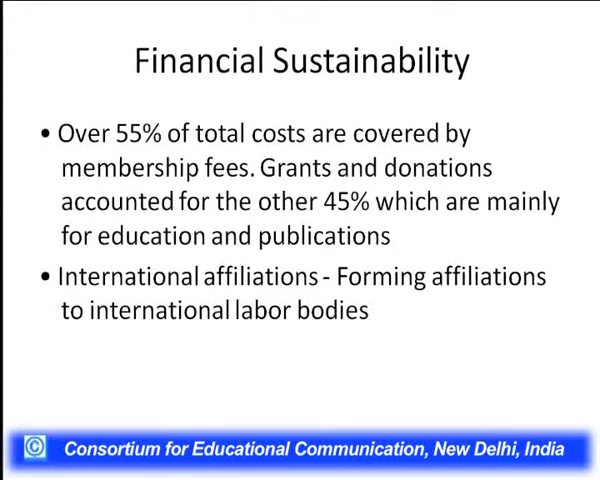 Financial Sustainability
• Over 55% of total costs are covered by
membership fees. Grants and donations
accounted for the other 45% which are mainly
for education and publications
• International affiliations - Forming affiliations
to international labor bodies
© Consortium for Educational Communication, New Delhi, India